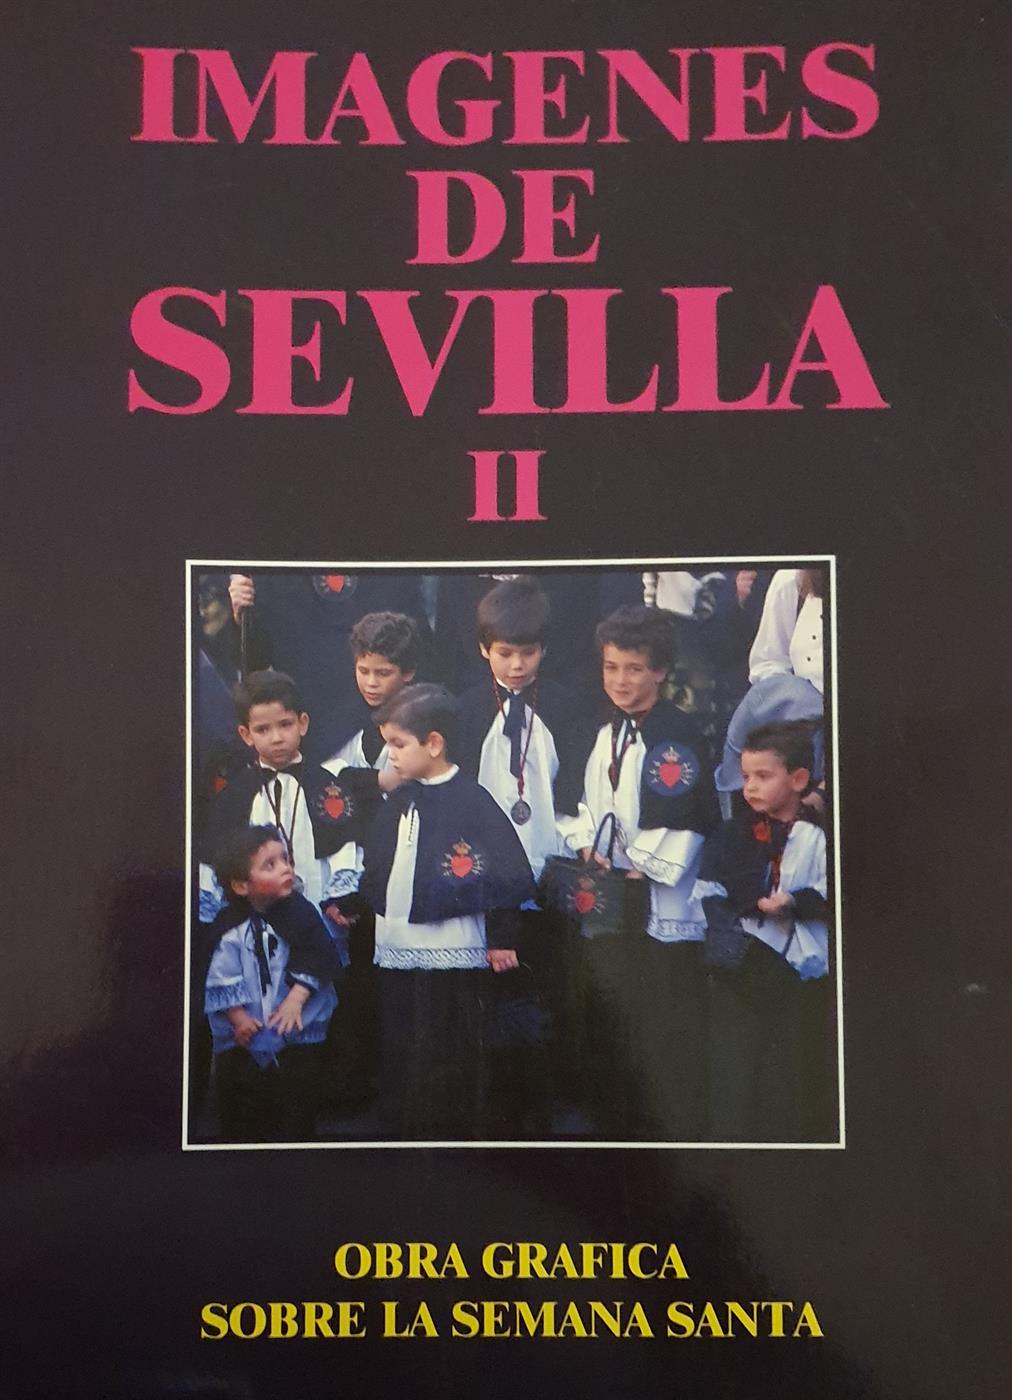 IMAGENES
DE
SEVILLA
II
OBRA GRAFICA
SOBRE LA SEMANA SANTA